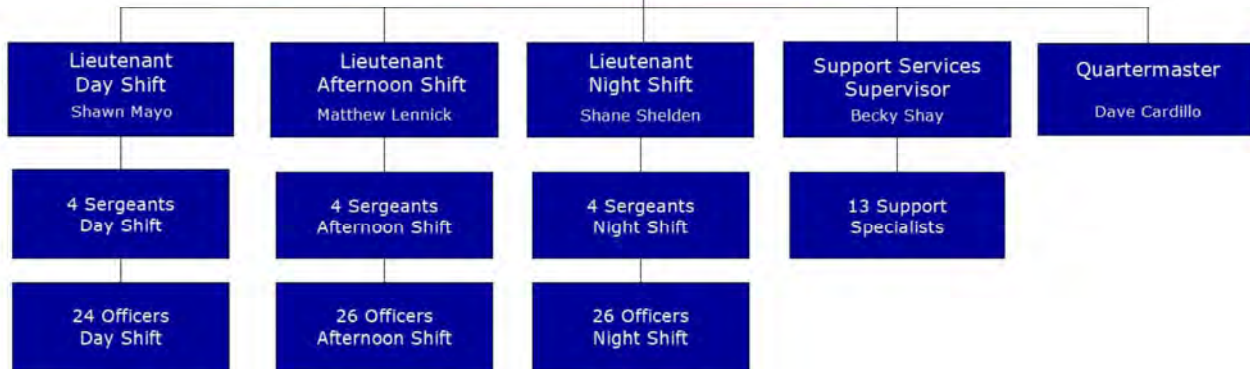 Lieutenant
Day Shift
Shawn Mayo
Lieutenant
Afternoon Shift
Matthew Lennick
Lieutenant
Night Shift
Shane Shelden
Support Services
Supervisor
Becky Shay
Quartermaster
Dave Cardillo
4 Sergeants
Day Shift
4 Sergeants
Afternoon Shift
4 Sergeants
Night Shift
13 Support
Specialists
24 Officers
Day Shift
26 Officers
Afternoon Shift
26 Officers
Night Shift